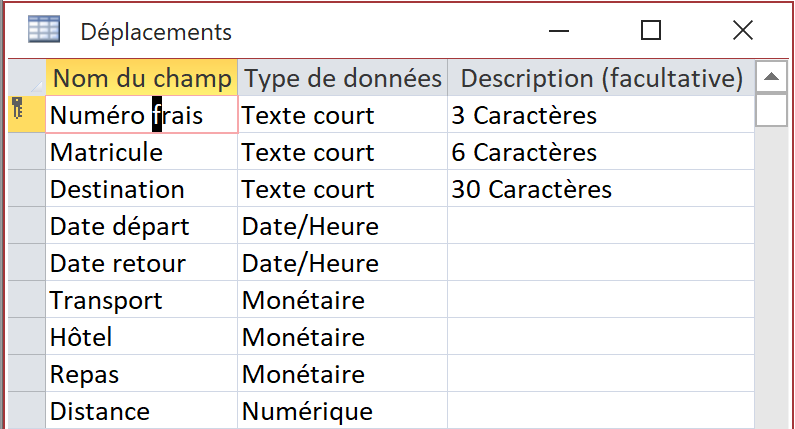 Déplacements
Nom du champ Type de données Description (facultative)
Numéro frais Texte court 3 Caractères
Matricule Texte court 6 Caractères
Destination Texte court 30 Caractères
Date départ Date/Heure
Date retour Date/Heure
Transport Monétaire
Hôtel Monétaire
Repas Monétaire
Distance Numérique